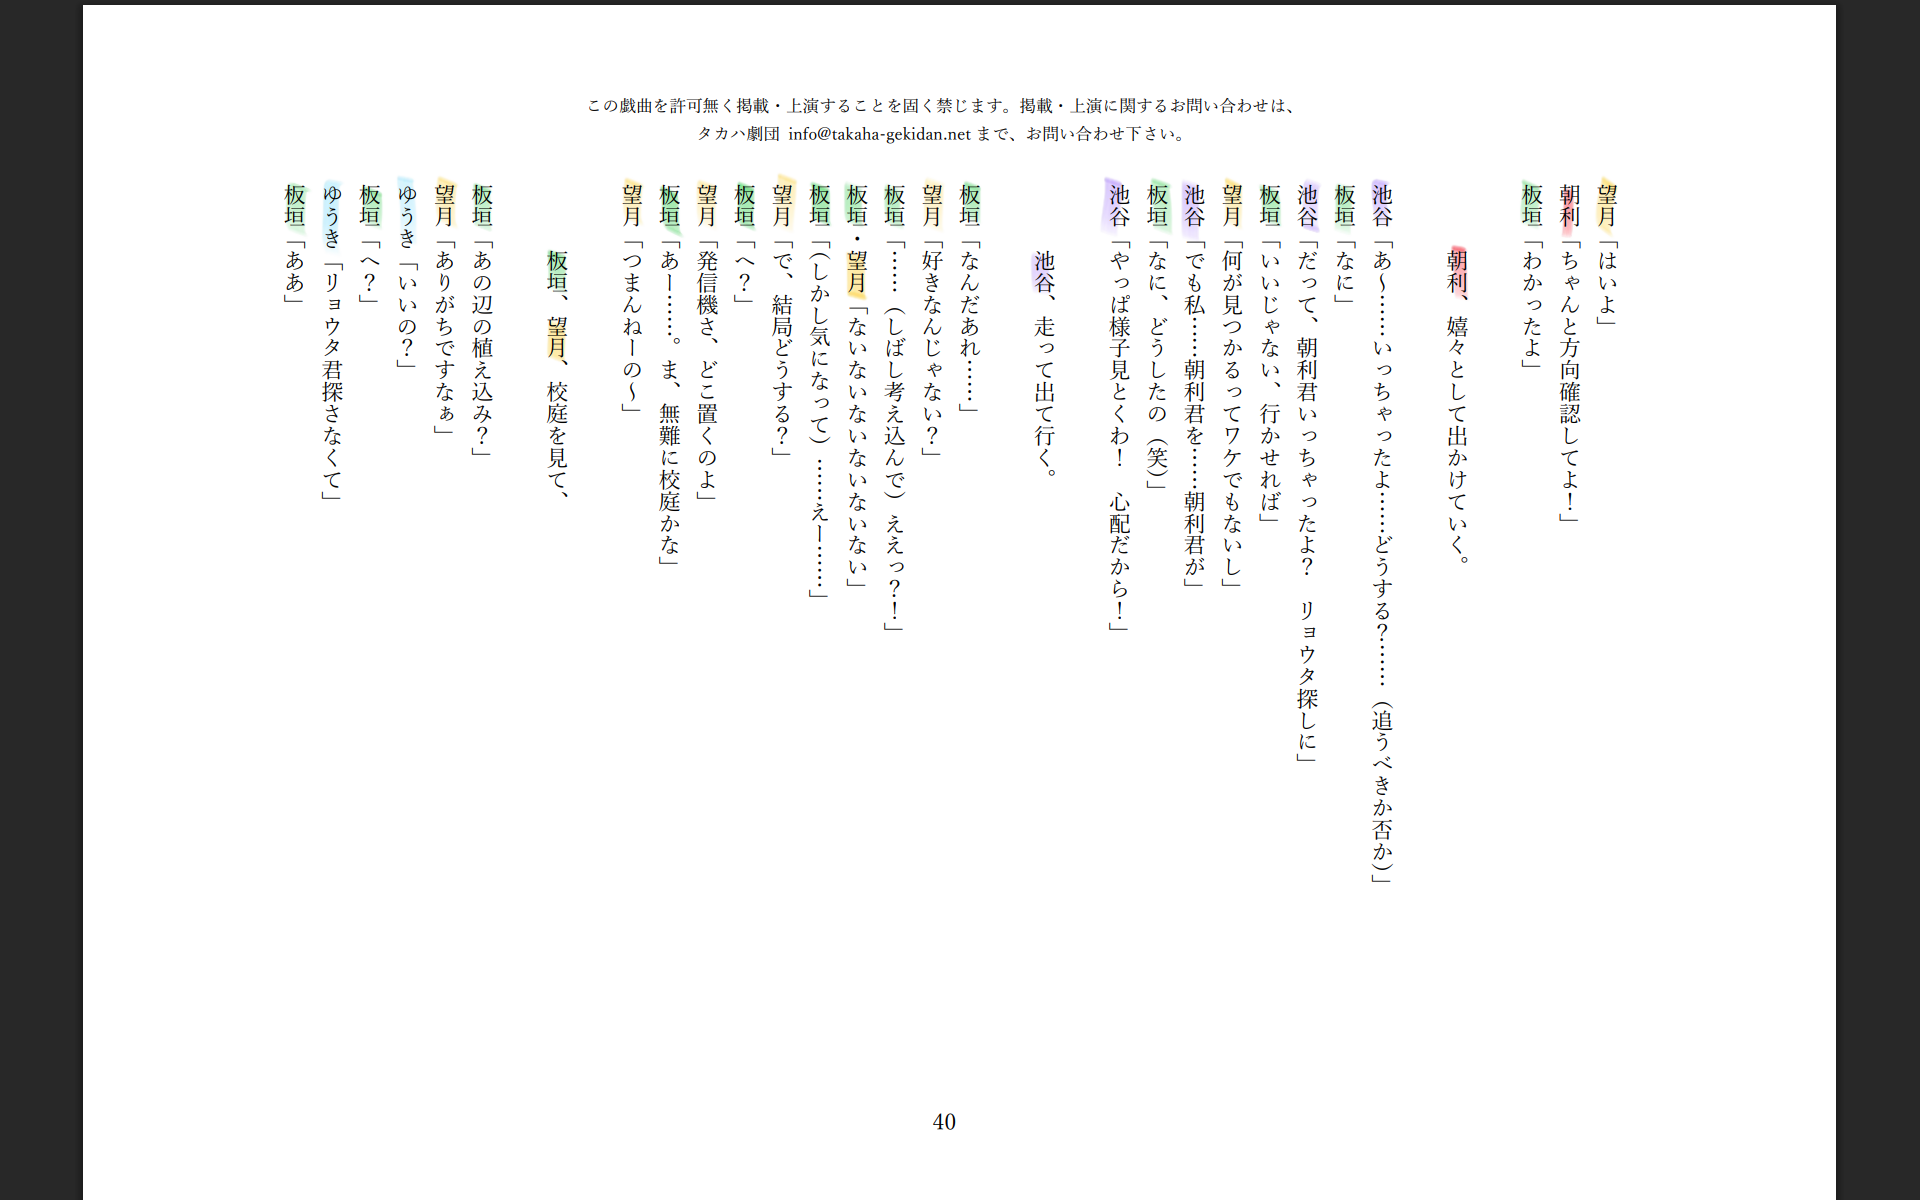 この戯曲を許可無く掲載・上演することを固く禁じます。掲載・上演に関するお問い合わせは、
タカハ劇団 info@takaha-gekidan.net まで、お問い合わせ下さい。
望月「はいよ」
朝利「ちゃんと方向確認してよ！」
板垣「わかったよ」
朝利、嬉々として出かけていく。
池谷「あ～……いっちゃったよ……どうする？……（追うべきか否か）」
板垣「なに」
池谷「だって、朝利君いっちゃったよ？　リョウタ探しに」
板垣「いいじゃない、行かせれば」
望月「何が見つかるってワケでもないし」
池谷「でも私……朝利君を……朝利君が」
板垣「なに、どうしたの（笑）」
池谷「やっぱ様子見とくわ！　心配だから！」
池谷、走って出て行く。
板垣「なんだあれ……」
望月「好きなんじゃない？」
板垣「……（しばし考え込んで）ええっ？！」
板垣・望月「ないないないないないないない」
板垣「（しかし気になって）……えー……」
望月「で、結局どうする？」
板垣「へ？」
望月「発信機さ、どこ置くのよ」
板垣「あー……。ま、無難に校庭かな」
望月「つまんねーの～」
板垣、望月、校庭を見て、
板垣「あの辺の植え込み？」
望月「ありがちですなぁ」
ゆうき「いいの？」
板垣「へ？」
ゆうき「リョウタ君探さなくて」
板垣「ああ」
40